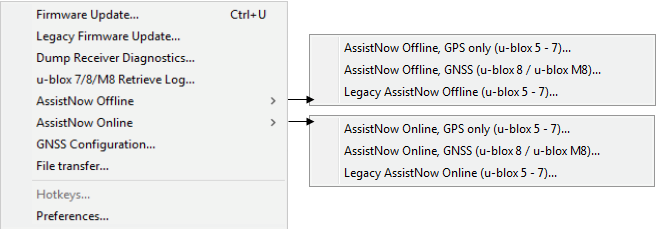 Firmware Update... Ctrl+U
Legacy Firmware Update...
Dump Receiver Diagnostics...
u-blox 7/8/M8 Retrieve Log...
AssistNow Offline
AssistNow Online
GNSS Configuration...
File transfer...
Hotkeys...
Preferences...
AssistNow Offline, GPS only (u-blox 5 - 7)...
AssistNow Offline, GNSS (u-blox 8 / u-blox M8)...
Legacy AssistNow Offline (u-blox 5 - 7)...
AssistNow Online, GPS only (u-blox 5 - 7)...
AssistNow Online, GNSS (u-blox 8 / u-blox M8)...
Legacy AssistNow Online (u-blox 5 - 7)...